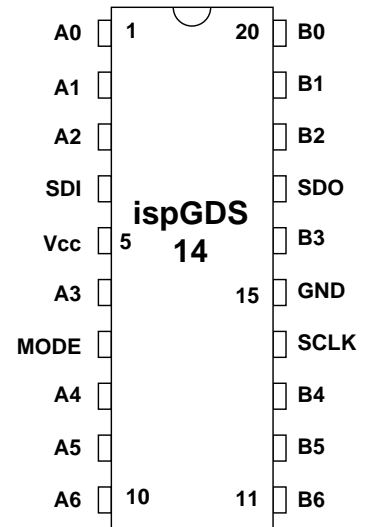 A0 1 20 B0
A1 B1
A2 B2
SDI SDO
ispGDS
Vcc 5 14 B3
A3 15 GND
MODE SCLK
A4 B4
A5 B5
A6 10 11 B6